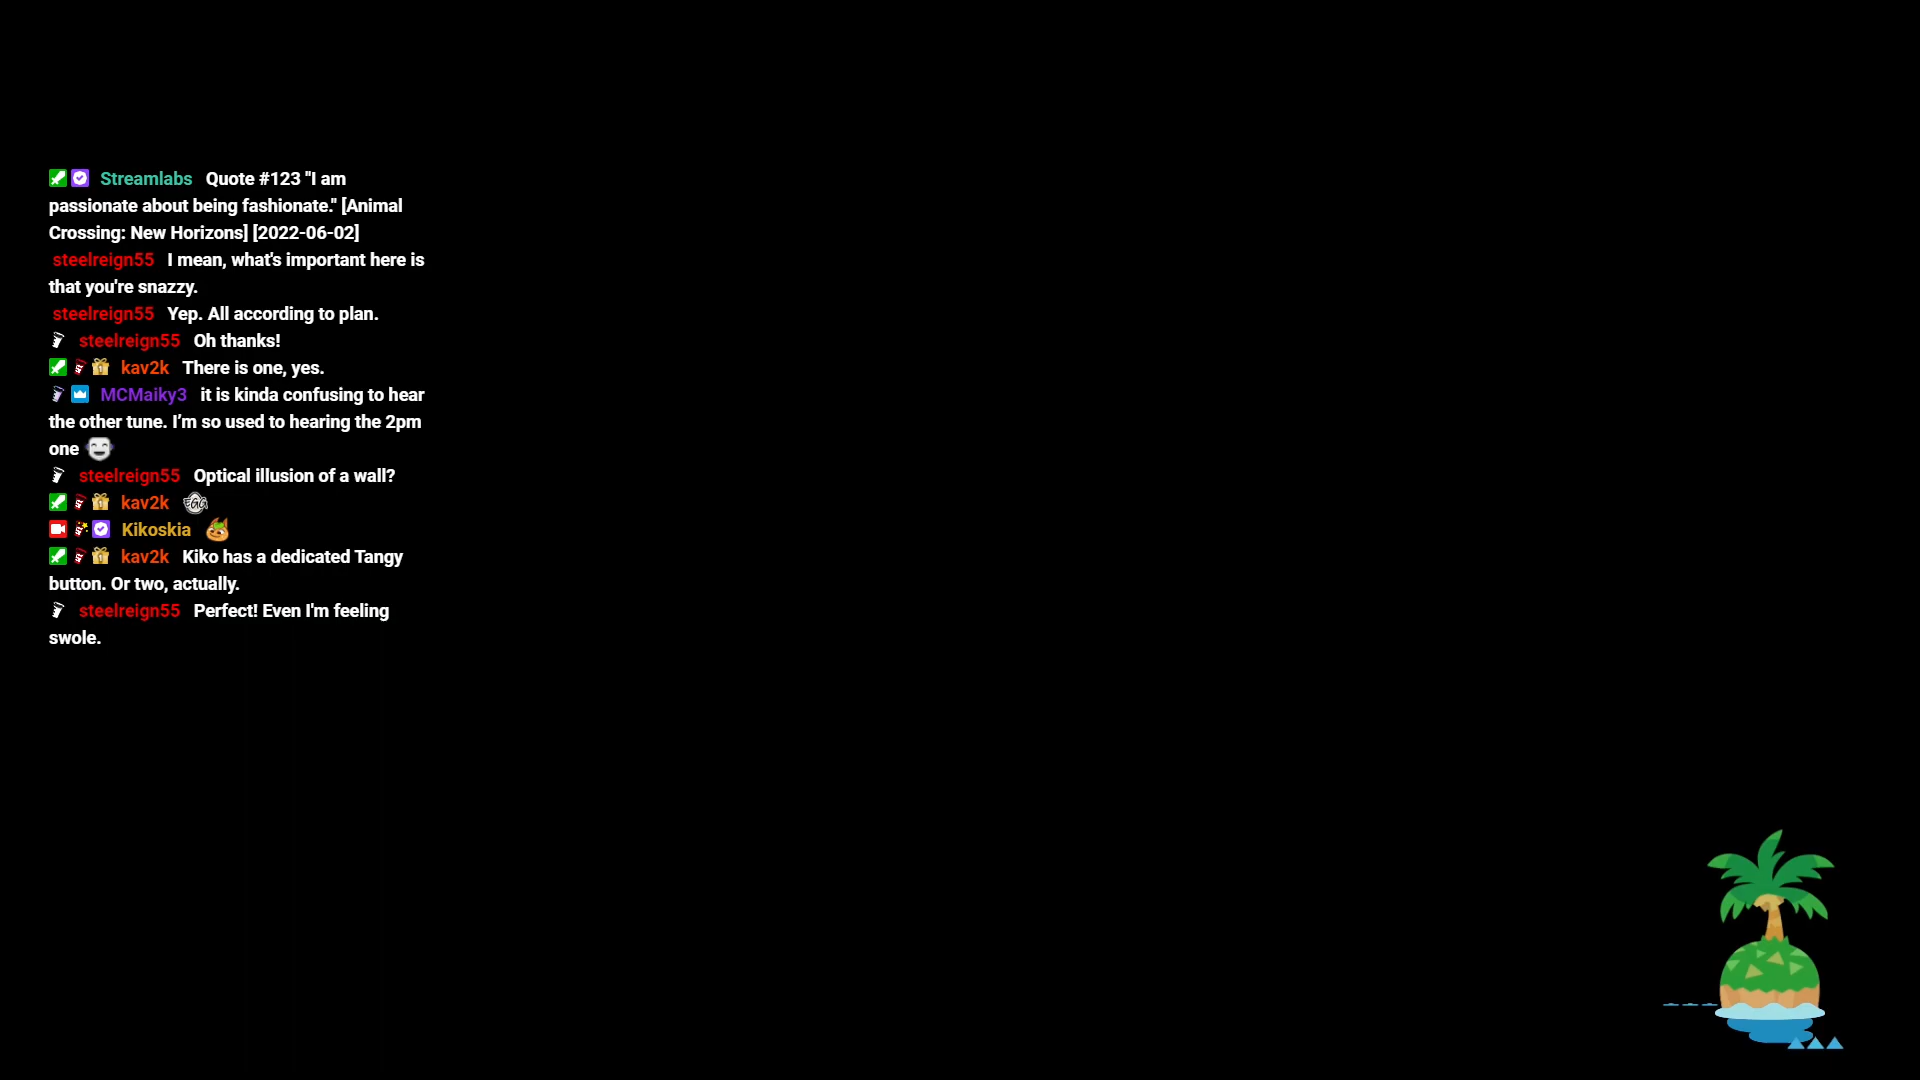 Streamlabs Quote #123 "I am
passionate about being fashionate." [Animal
Crossing: New Horizons] [2022-06-02]
steelreign55 I mean, what's important here is
that you're snazzy.
steelreign55 Yep. All according to plan.
steelreign55 Oh thanks!
kav2k There is one, yes.
MCMaiky3 it is kinda confusing to hear
the other tune. I’m so used to hearing the 2pm
one
steelreign55 Optical illusion of a wall?
kav2k EGG
Kikoskia
kav2k Kiko has a dedicated Tangy
button. Or two, actually.
steelreign55 Perfect! Even I'm feeling
swole.